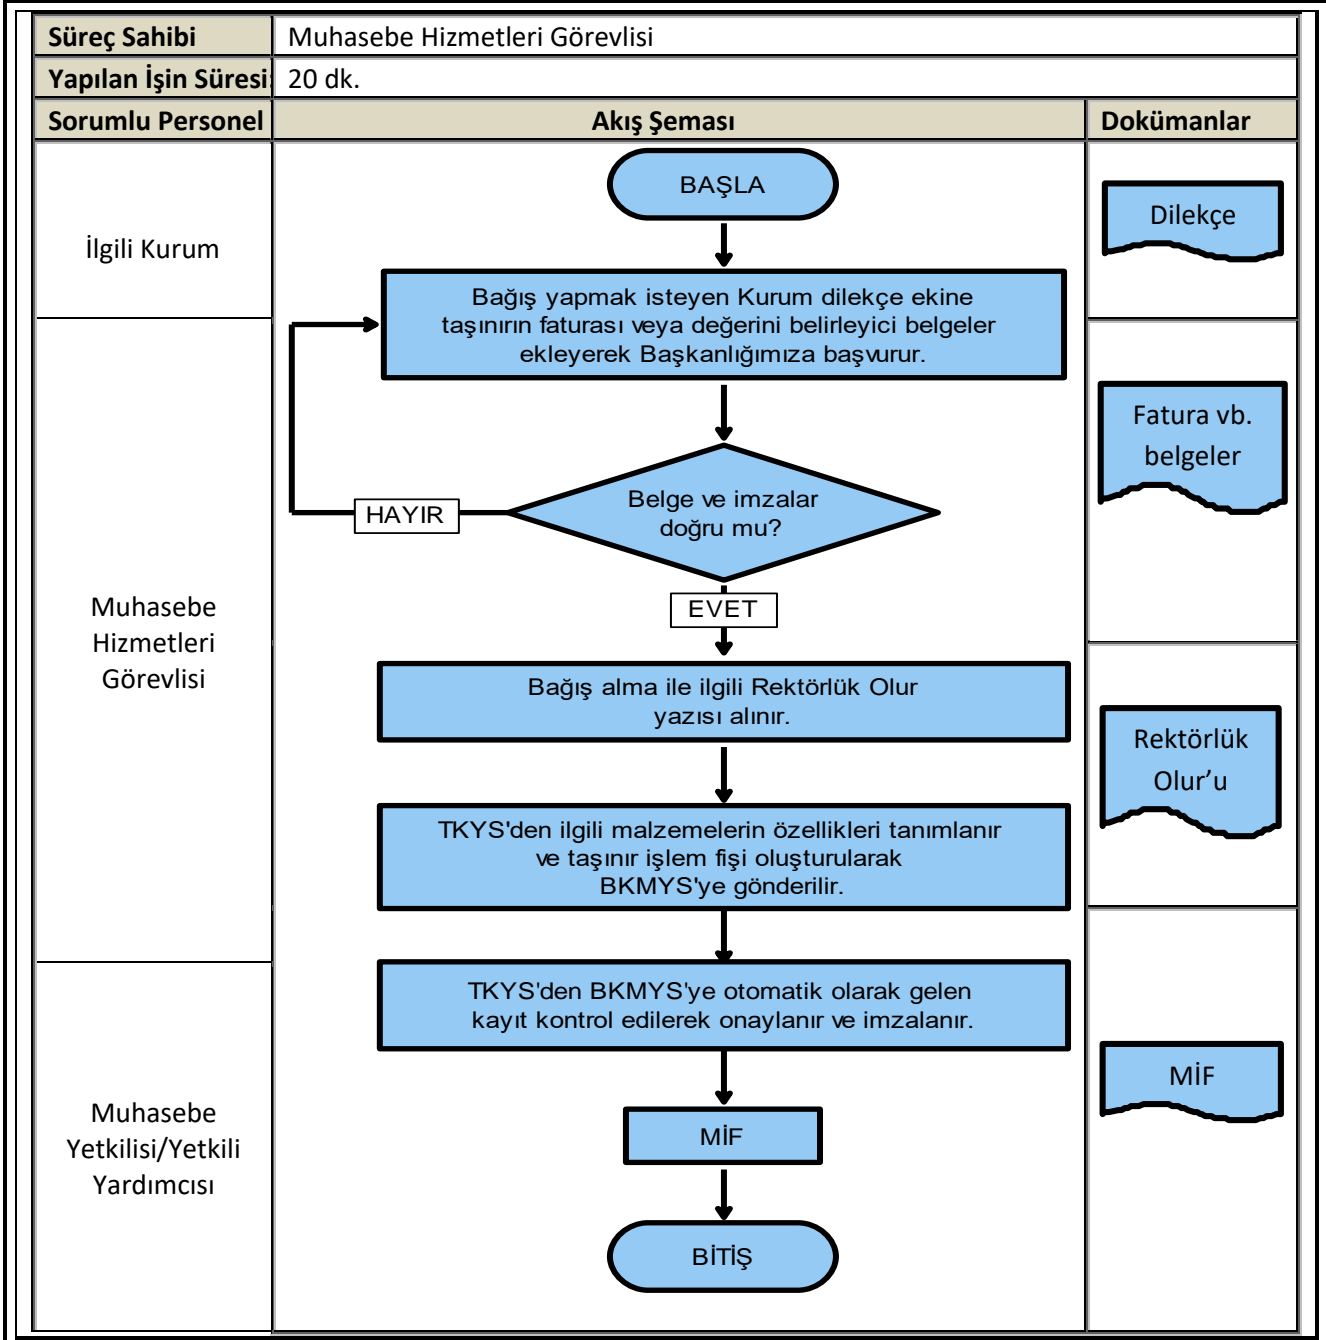 Süreç Sahibi
Muhasebe Hizmetleri Görevlisi
Yapılan İşin Süresi:
20 dk.
Sorumlu Personel
Akış Şeması
Dokümanlar
BAŞLA
Dilekçe
İlgili Kurum
Bağış yapmak isteyen Kurum dilekçe ekine
taşınırın faturası veya değerini belirleyici belgeler
ekleyerek Başkanlığımıza başvurur.
Fatura vb.
belgeler
Belge ve imzalar
doğru mu?
HAYIR
EVET
Muhasebe
Hizmetleri
Görevlisi
Bağış alma ile ilgili Rektörlük Olur
yazısı alınır.
Rektörlük
Olur’u
TKYS'den ilgili malzemelerin özellikleri tanımlanır
ve taşınır işlem fişi oluşturularak
BKMYS'ye gönderilir.
TKYS'den BKMYS'ye otomatik olarak gelen
kayıt kontrol edilerek onaylanır ve imzalanır.
MİF
Muhasebe
Yetkilisi/Yetkili
Yardımcısı
MİF
BİTİŞ